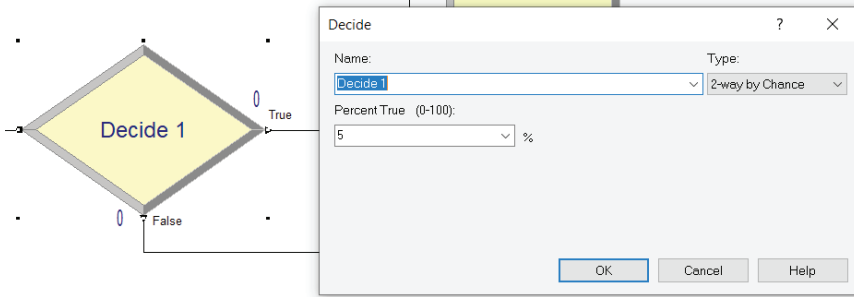 Decide 1
0
True
0
False
Decide
?
Name:
Type:
Decide 1
2-way by Chance
Percent True (0-100):
5
%
OK
Cancel
Help